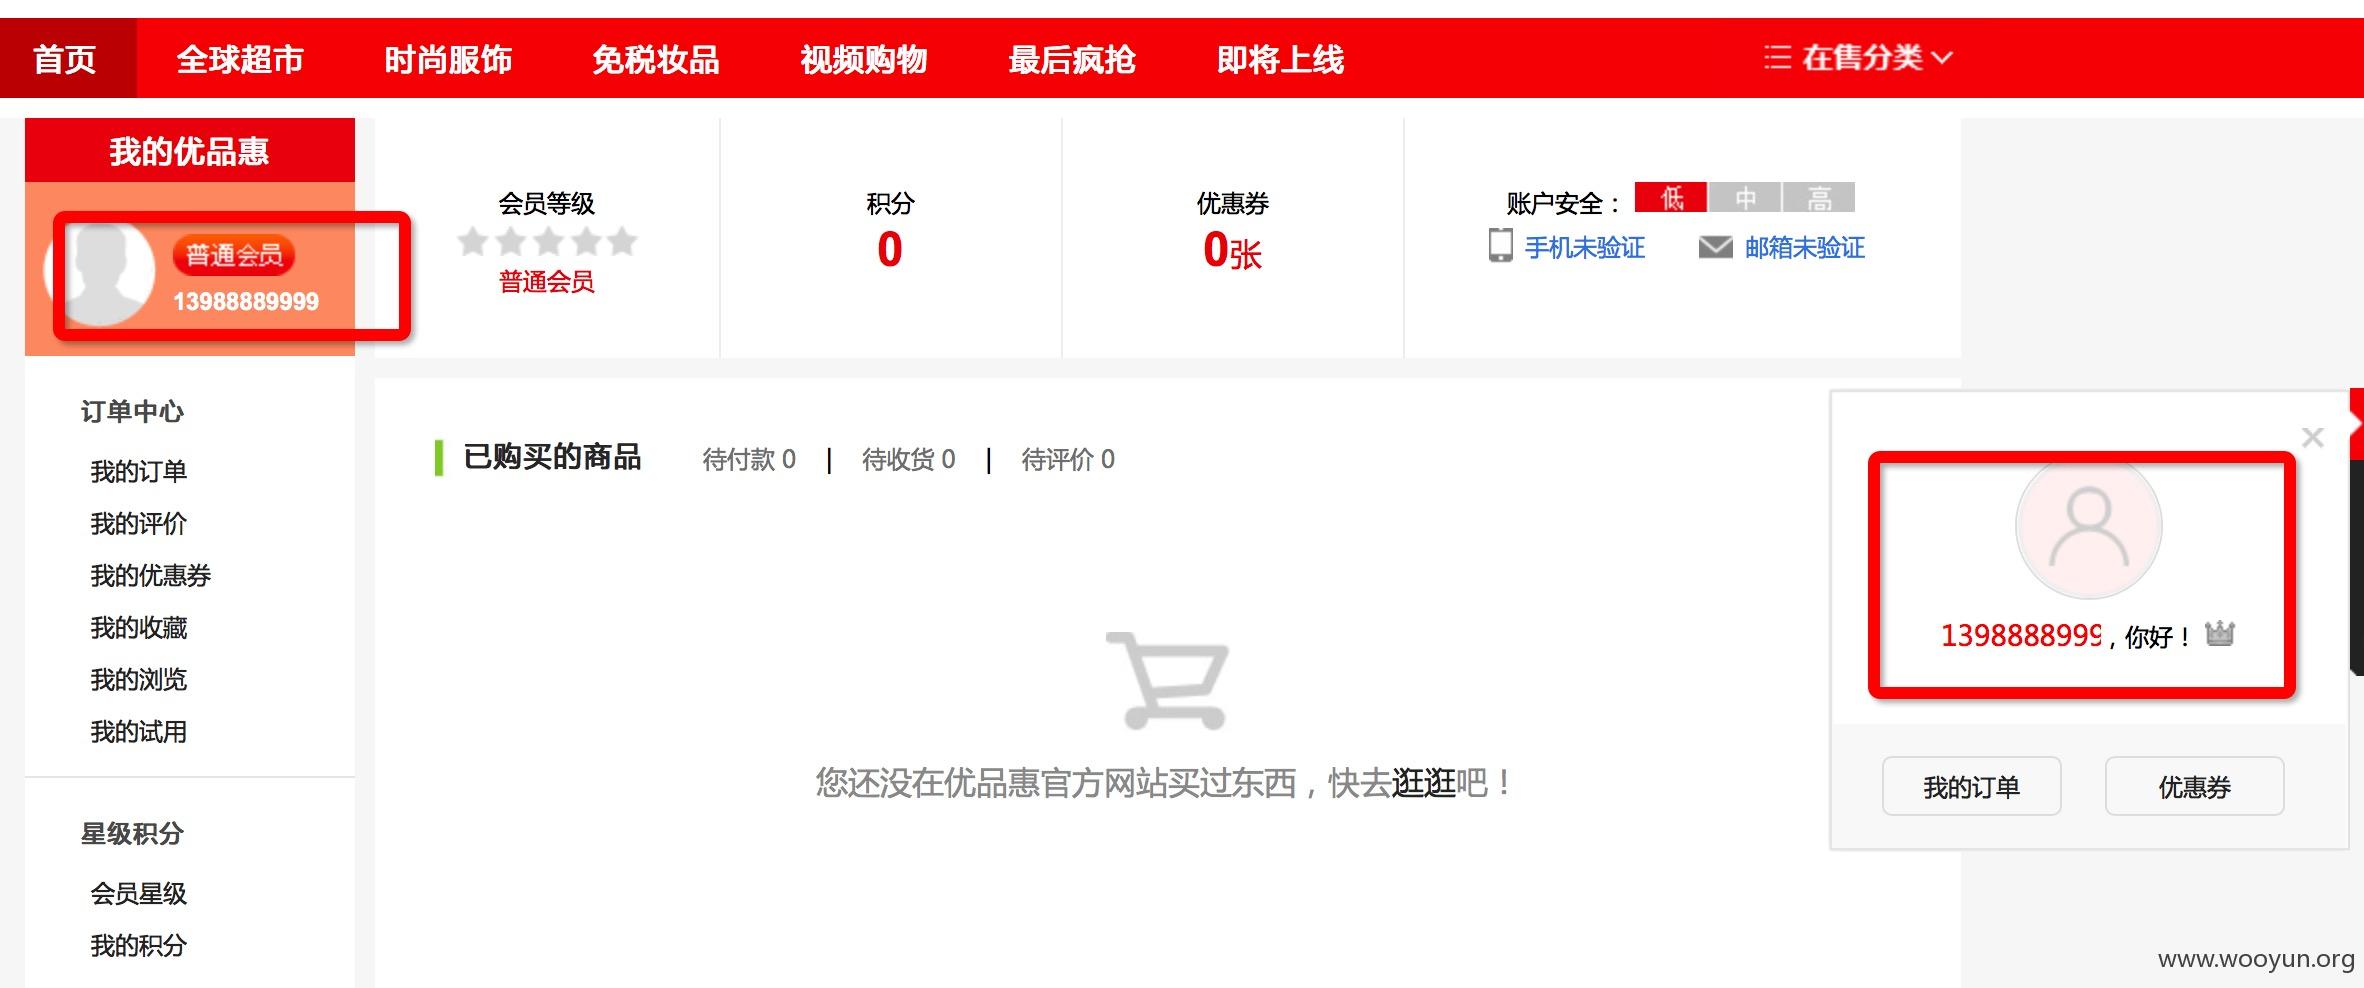 首页 全球超市 时尚服饰 免税妆品 视频购物 最后疯抢 即将上线 在售分类
我的优品惠
普通会员
13988889999
会员等级
普通会员
积分
0
优惠券
0张
账户安全： 低 中 高
手机未验证 邮箱未验证
订单中心
我的订单
我的评价
我的优惠券
我的收藏
我的浏览
我的试用
星级积分
会员星级
我的积分
已购买的商品 待付款 0 | 待收货 0 | 待评价 0
您还没在优品惠官方网站买过东西，快去逛逛吧！
1398888999，你好！
我的订单 优惠券
www.wooyun.org